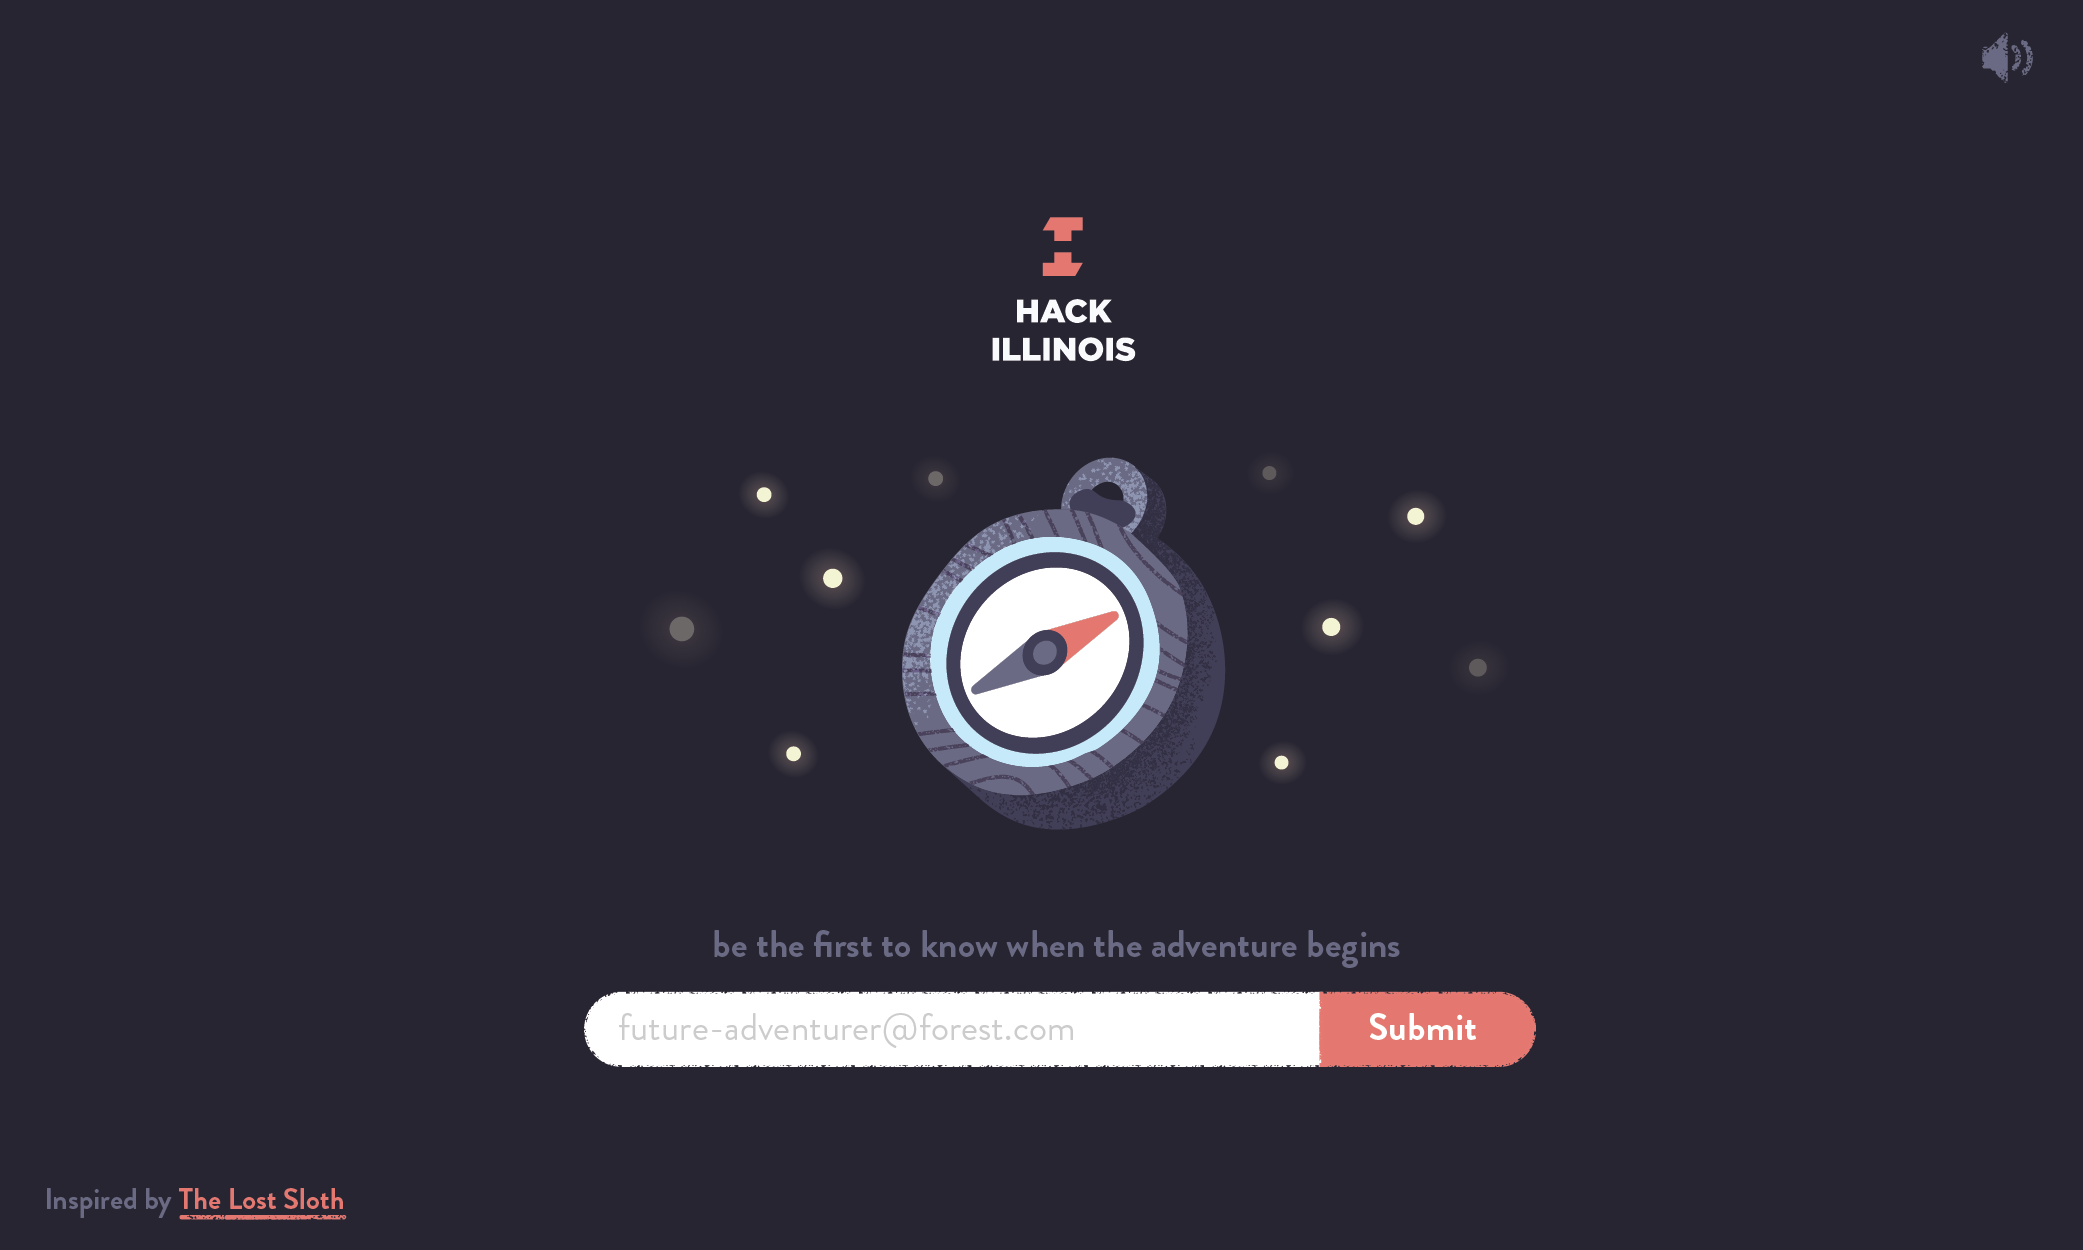 HACK
ILLINOIS
be the first to know when the adventure begins
future-adventurer@forest.com
Submit
Inspired by The Lost Sloth